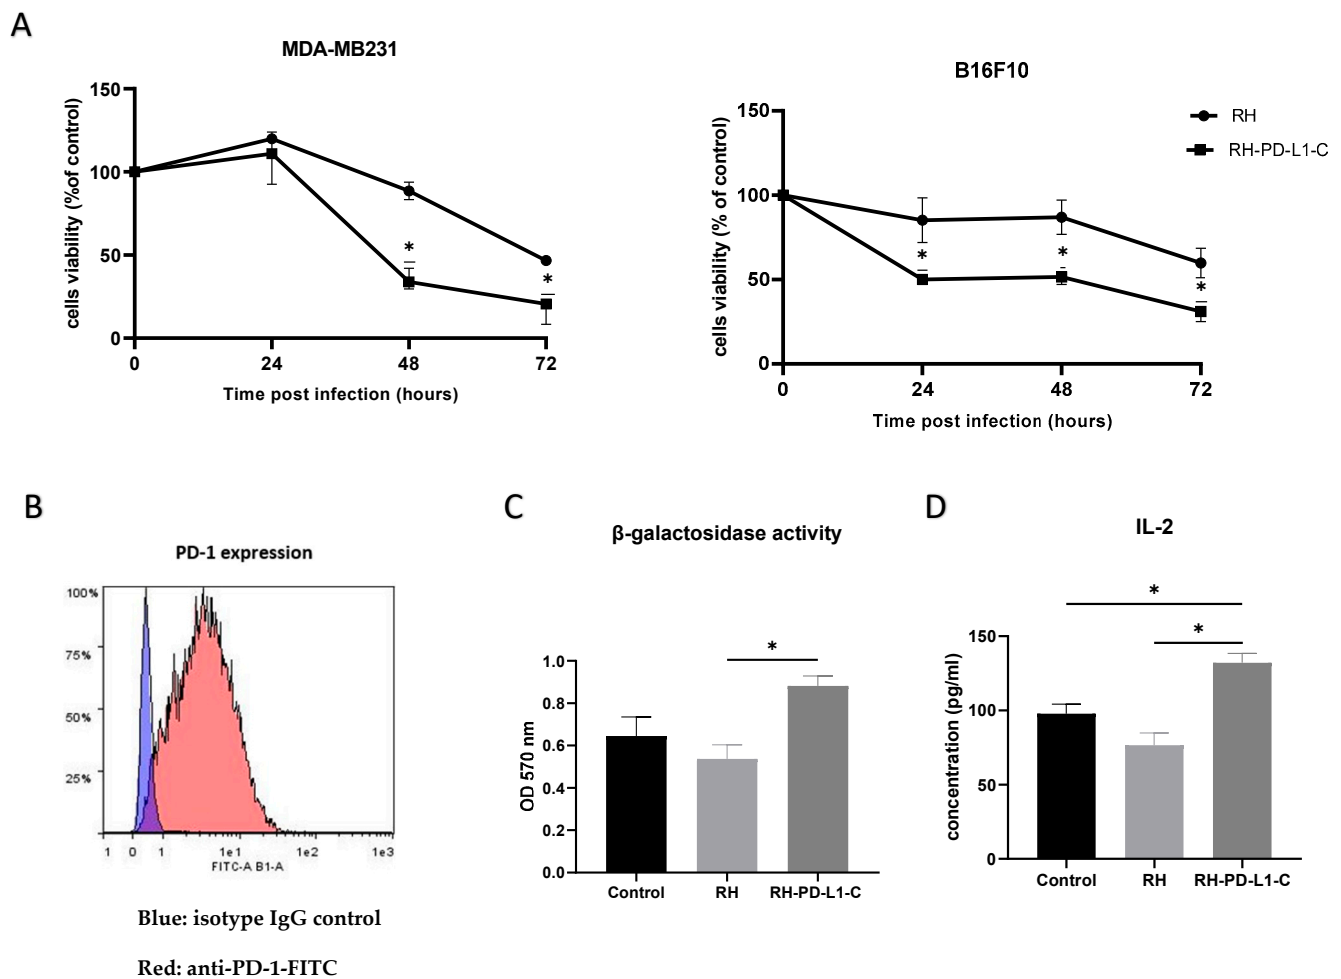 A
MDA-MB231
cells viability (%of control)
150
100
50
0
0 24 48 72
* *
Time post infection (hours)
B16F10
cells viability (% of control)
150
100
50
0
0 24 48 72
* * *
Time post infection (hours)
RH
RH-PD-L1-C
B
PD-1 expression
100%
75%
50%
25%
1 0 1 1e1 1e2 1e3
FITC-A B1-A
Blue: isotype IgG control
Red: anti-PD-1-FITC
C
β-galactosidase activity
*
OD 570 nm
1.0
0.8
0.6
0.4
0.2
0.0
Control RH RH-PD-L1-C
D
IL-2
*
*
concentration (pg/ml)
150
100
50
0
Control RH RH-PD-L1-C